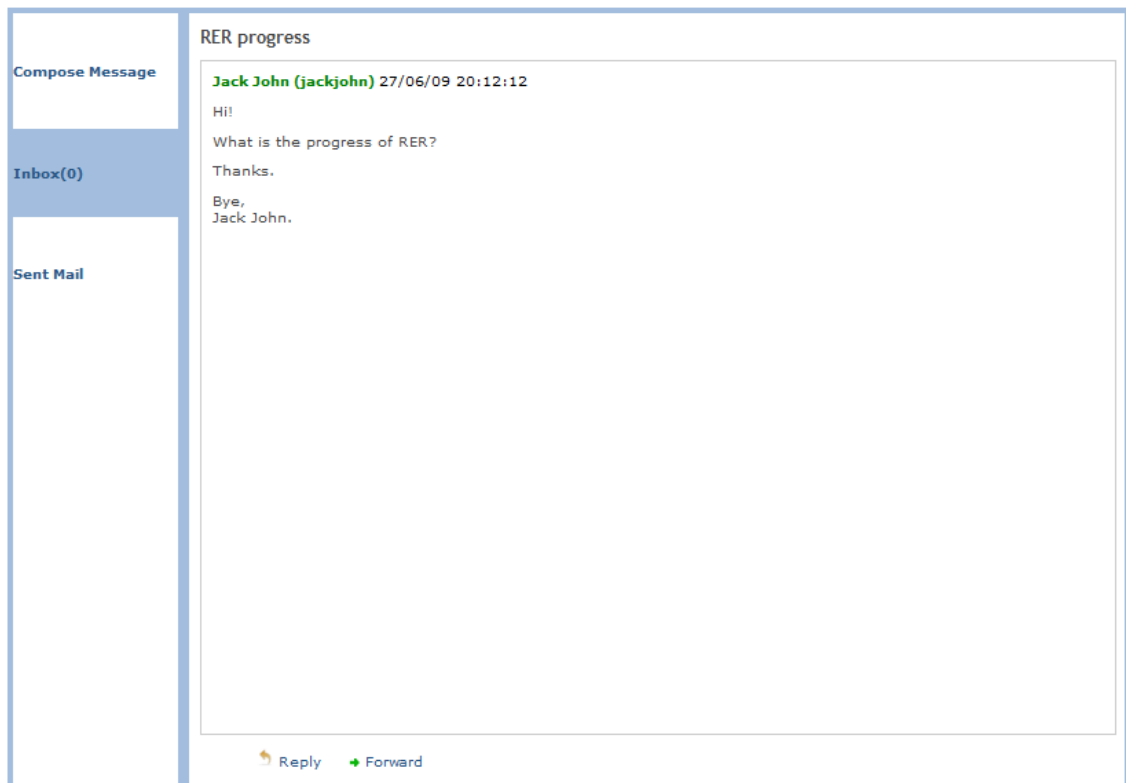 Compose Message
Inbox(0)
Sent Mail
RER progress
Jack John (jackjohn) 27/06/09 20:12:12
Hi!
What is the progress of RER?
Thanks.
Bye,
Jack John.
Reply
Forward